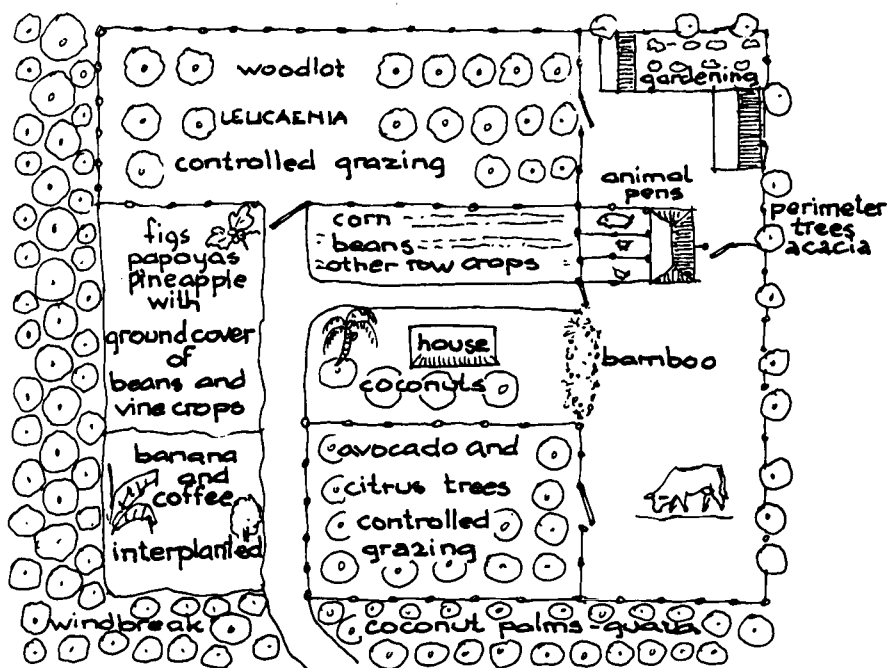 woodlot
gardening
LEUCAENIA
controlled grazing
animal
pens
perimeter
trees
acacia
figs
papayas
pineapple
with
ground cover
of
beans and
vine crops
corn
beans
other row crops
house
coconuts
bamboo
banana
and
coffee
interplanted
avocado and
citrus trees
controlled
grazing
windbreak
coconut palms-guava